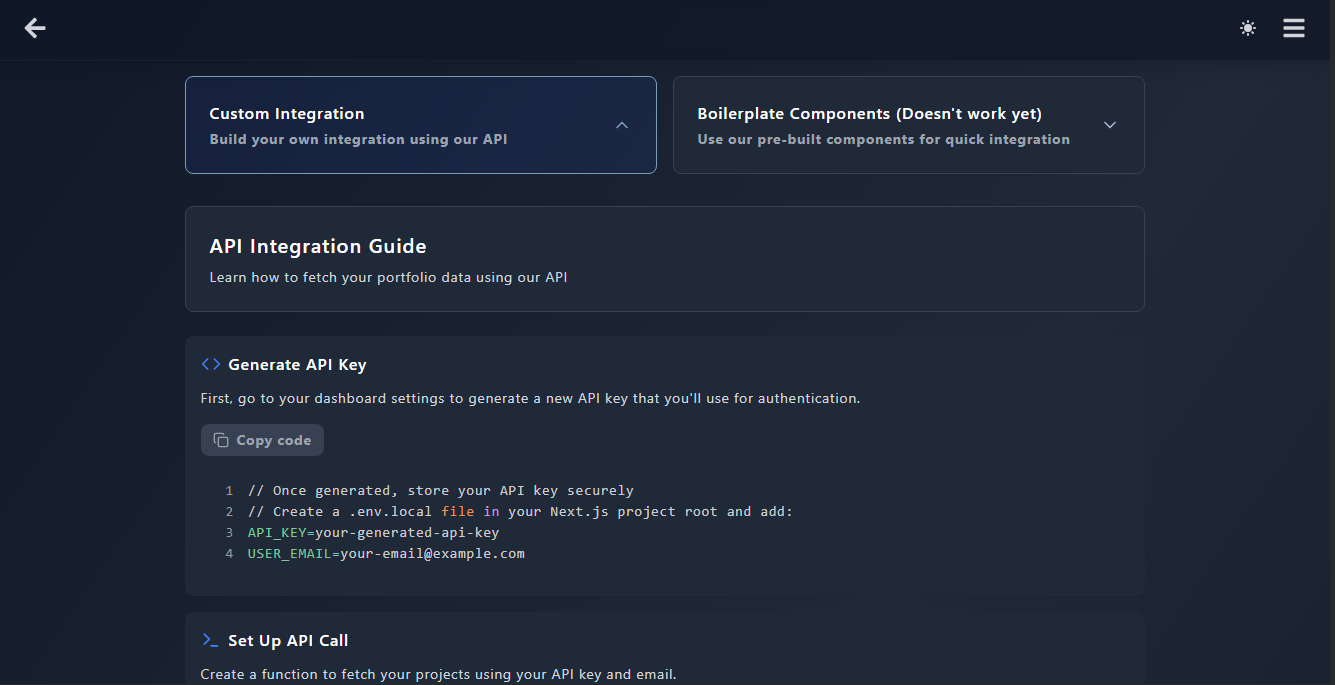 Custom Integration
Build your own integration using our API
Boilerplate Components (Doesn't work yet)
Use our pre-built components for quick integration
API Integration Guide
Learn how to fetch your portfolio data using our API
Generate API Key
First, go to your dashboard settings to generate a new API key that you'll use for authentication.
Copy code
1 // Once generated, store your API key securely
2 // Create a .env.local file in your Next.js project root and add:
3 API_KEY=your-generated-api-key
4 USER_EMAIL=your-email@example.com
Set Up API Call
Create a function to fetch your projects using your API key and email.